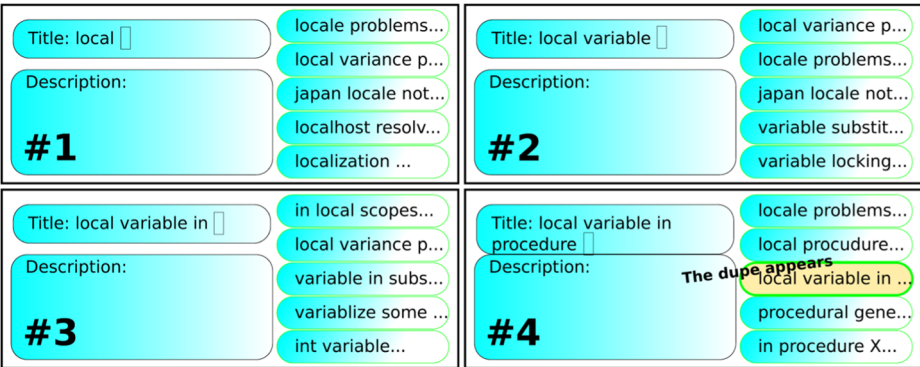 Title: local
Description:
#1
locale problems...
local variance p...
japan locale not...
localhost resolv...
localization ...
Title: local variable
Description:
#2
local variance p...
locale problems...
japan locale not...
variable substit...
variable locking...
Title: local variable in
Description:
#3
in local scopes...
local variance p...
variable in subs...
variablize some ...
int variable...
Title: local variable in
procedure
Description:
#4
locale problems...
local procudure...
The dupe appears
local variable in ...
procedural gene...
in procedure X...